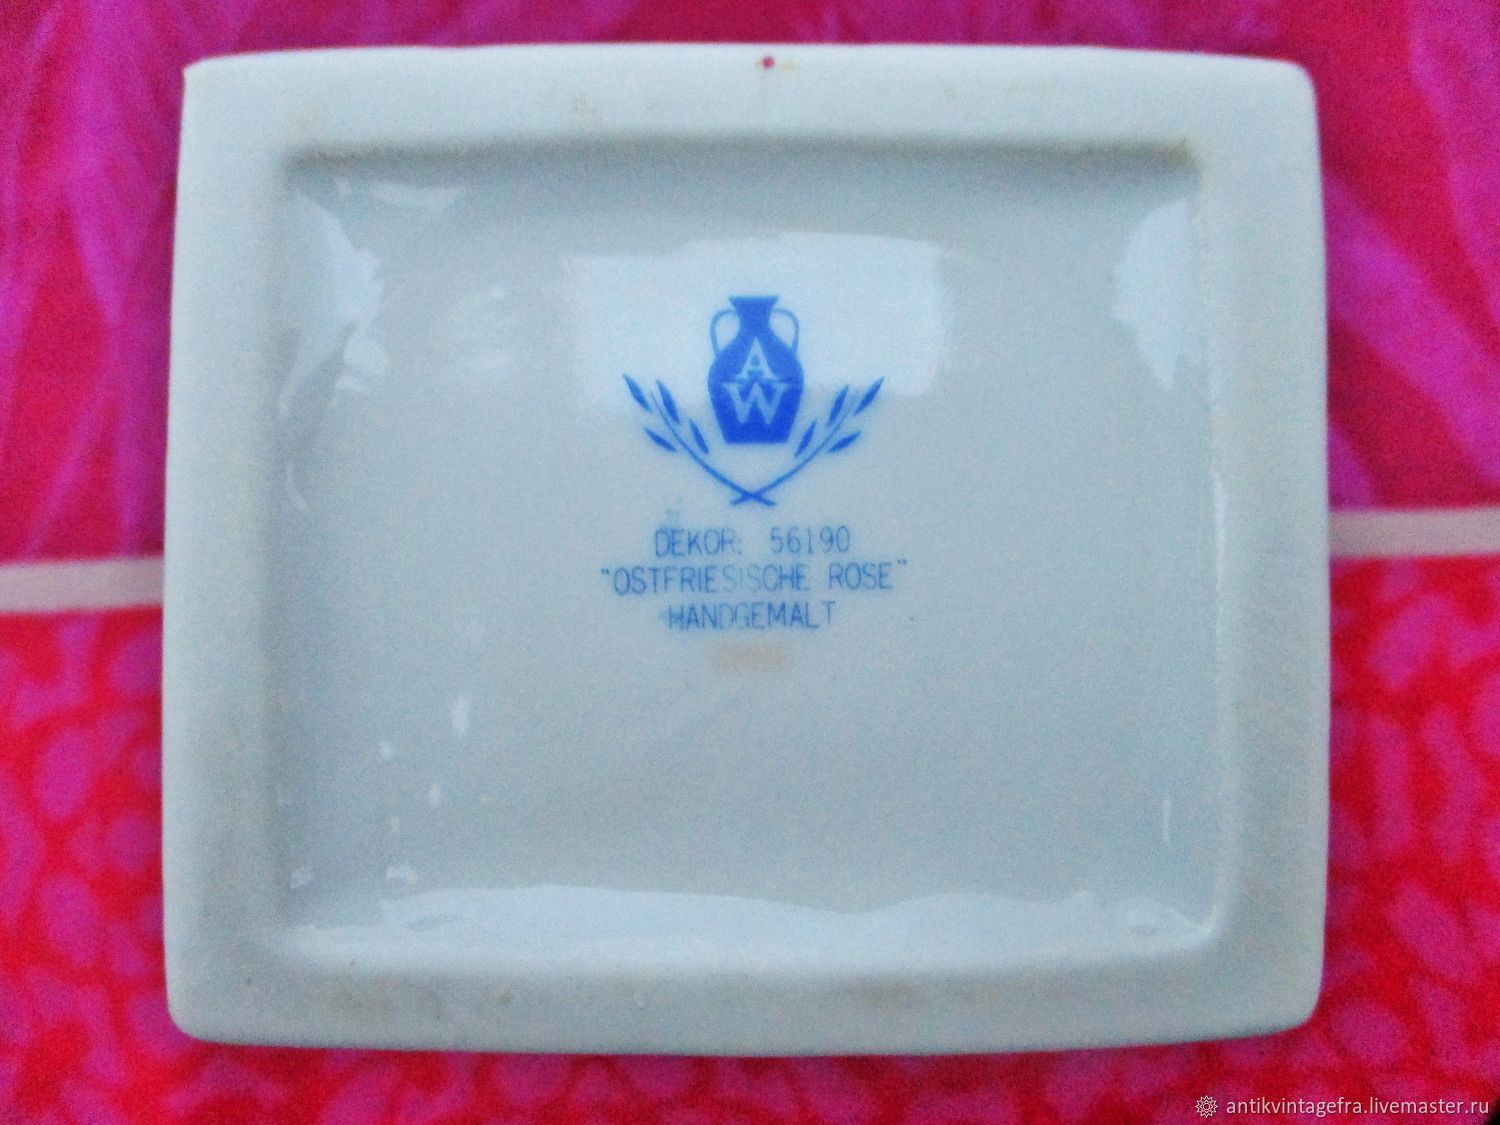 A
W
DEKOR: 56190
"OSTFRIESISCHE ROSE"
HANDGEMALT
antikvintagefra.livemaster.ru